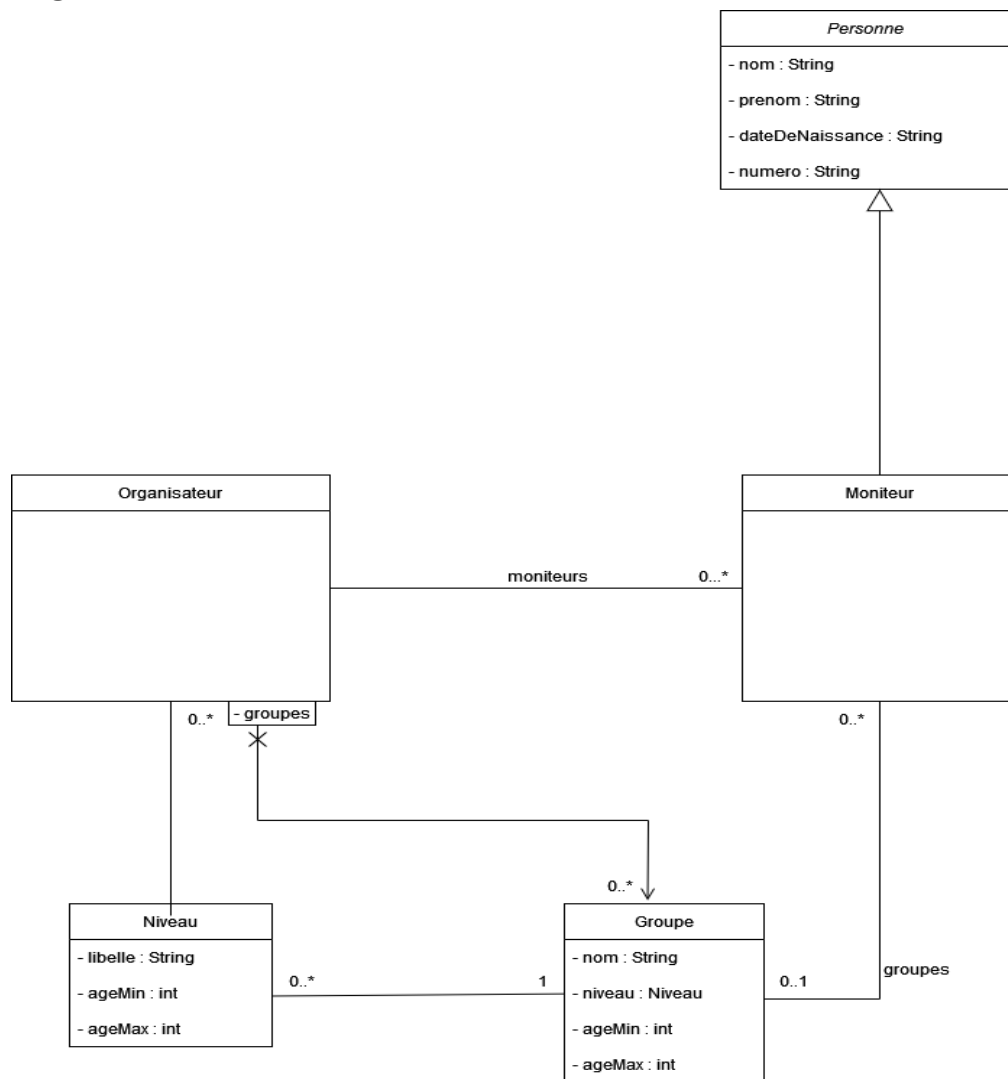 Personne
- nom : String
- prenom : String
- dateDeNaissance : String
- numero : String
Organisateur
Moniteur
moniteurs
0...*
0..*
- groupes
0..*
0..*
Niveau
- libelle : String
- ageMin : int
- ageMax : int
0..*
1
Groupe
- nom : String
- niveau : Niveau
- ageMin : int
- ageMax : int
0..1
groupes